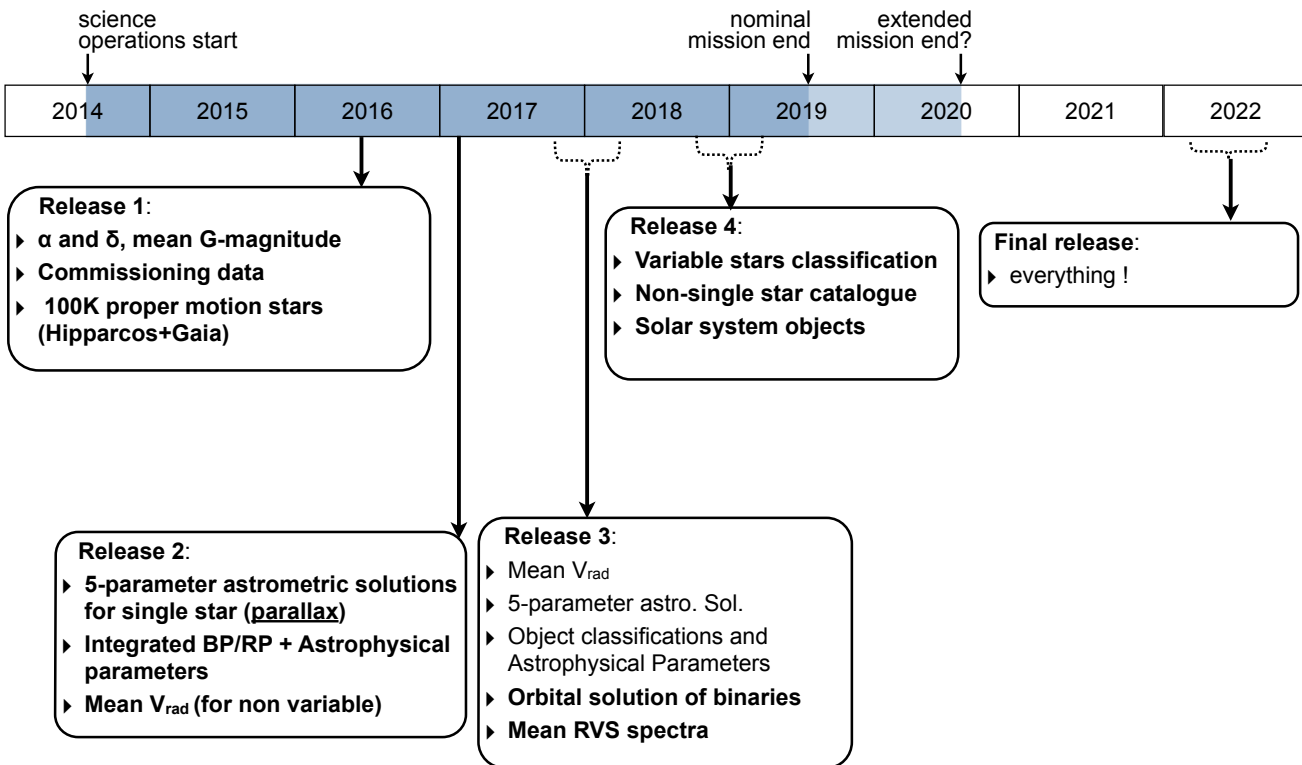 science
operations start
nominal
mission end
extended
mission end?
2014
2015
2016
2017
2018
2019
2020
2021
2022
Release 1:
α and δ, mean G-magnitude
Commissioning data
100K proper motion stars
(Hipparcos+Gaia)
Release 4:
Variable stars classification
Non-single star catalogue
Solar system objects
Final release:
everything !
Release 2:
5-parameter astrometric solutions
for single star (parallax)
Integrated BP/RP + Astrophysical
parameters
Mean Vrad (for non variable)
Release 3:
Mean Vrad
5-parameter astro. Sol.
Object classifications and
Astrophysical Parameters
Orbital solution of binaries
Mean RVS spectra